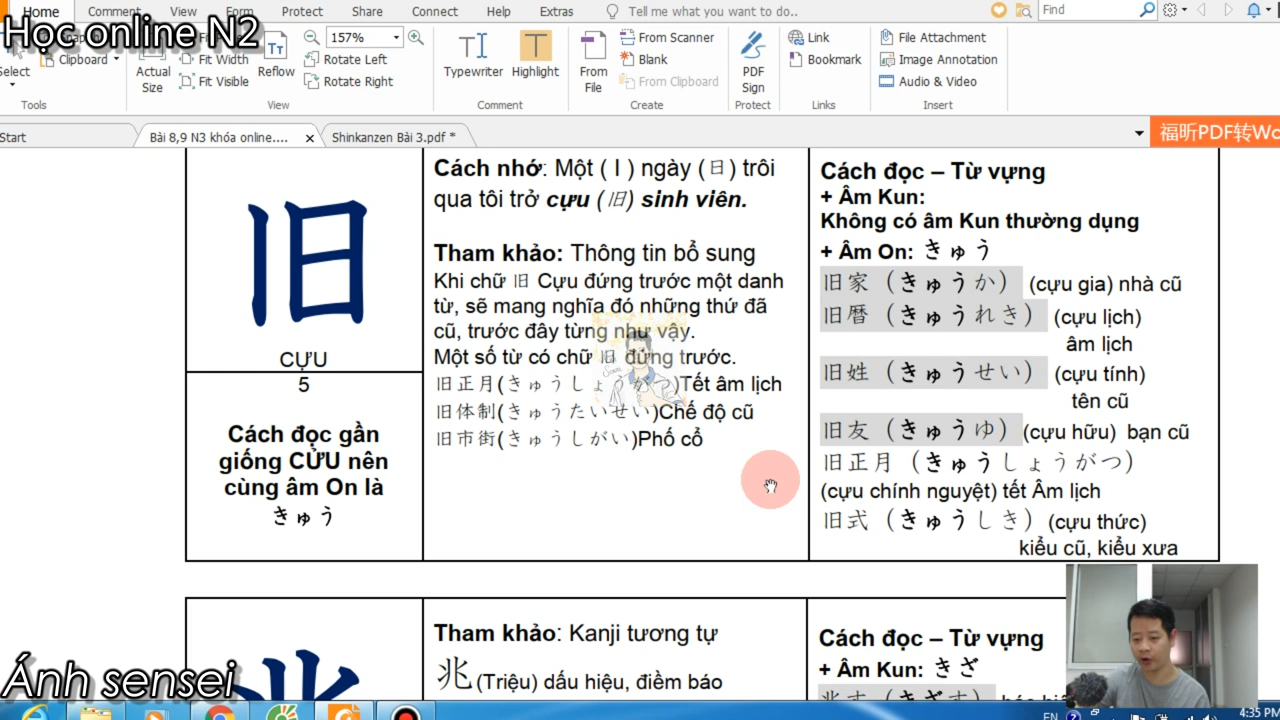 Home Comment View Form Protect Share Connect Help Extras Tell me what you want to do.. Find
Học online N2
Select
Clipboard
Actual Size
Fit Width
Fit Visible
Reflow
157%
Rotate Left
Rotate Right
Typewriter
Highlight
From File
From Scanner
Blank
From Clipboard
PDF Sign
Link
Bookmark
File Attachment
Image Annotation
Audio & Video
Tools View Comment Create Protect Links Insert
Start
Bài 8,9 N3 khóa online....
Shinkanzen Bài 3.pdf *
福昕PDF转Wo
旧
CỰU
5
Cách đọc gần
giống CỬU nên
cùng âm On là
きゅう
Cách nhớ: Một ( I ) ngày (日) trôi
qua tôi trở cựu (旧) sinh viên.
Tham khảo: Thông tin bổ sung
Khi chữ 旧 Cựu đứng trước một danh
từ, sẽ mang nghĩa đó những thứ đã
cũ, trước đây từng như vậy.
Một số từ có chữ 旧 đứng trước.
旧正月(きゅうしょうがつ)Tết âm lịch
旧体制(きゅうたいせい)Chế độ cũ
旧市街(きゅうしがい)Phố cổ
Cách đọc – Từ vựng
+ Âm Kun:
Không có âm Kun thường dụng
+ Âm On: きゅう
旧家（きゅうか） (cựu gia) nhà cũ
旧暦（きゅうれき） (cựu lịch)
âm lịch
旧姓（きゅうせい） (cựu tính)
tên cũ
旧友（きゅうゆ） (cựu hữu) bạn cũ
旧正月（きゅうしょうがつ）
(cựu chính nguyệt) tết Âm lịch
旧式（きゅうしき） (cựu thức)
kiểu cũ, kiểu xưa
兆
Tham khảo: Kanji tương tự
兆(Triệu) dấu hiệu, điềm báo
Cách đọc – Từ vựng
+ Âm Kun: きざ
Ánh sensei
EN
4:35 PM